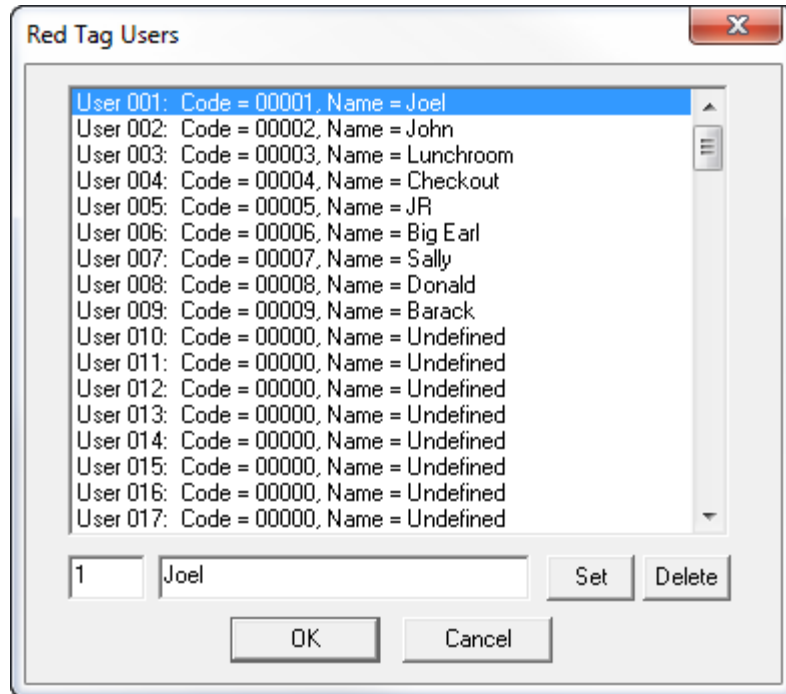 Red Tag Users
User 001: Code = 00001, Name = Joel
User 002: Code = 00002, Name = John
User 003: Code = 00003, Name = Lunchroom
User 004: Code = 00004, Name = Checkout
User 005: Code = 00005, Name = JR
User 006: Code = 00006, Name = Big Earl
User 007: Code = 00007, Name = Sally
User 008: Code = 00008, Name = Donald
User 009: Code = 00009, Name = Barack
User 010: Code = 00000, Name = Undefined
User 011: Code = 00000, Name = Undefined
User 012: Code = 00000, Name = Undefined
User 013: Code = 00000, Name = Undefined
User 014: Code = 00000, Name = Undefined
User 015: Code = 00000, Name = Undefined
User 016: Code = 00000, Name = Undefined
User 017: Code = 00000, Name = Undefined
1 Joel Set Delete
OK Cancel